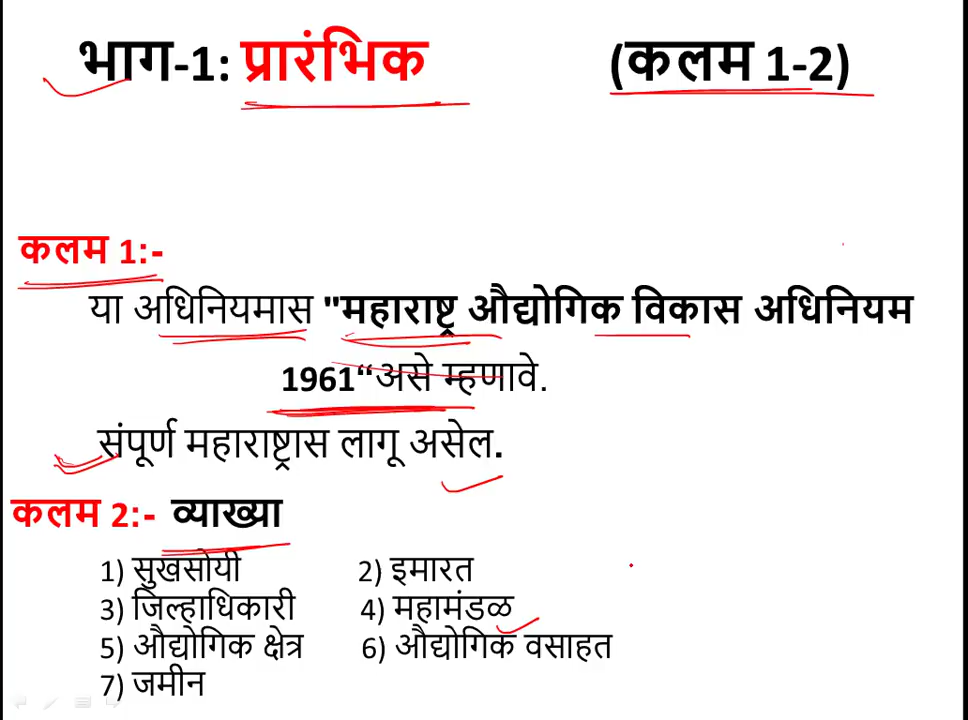 भाग-1: प्रारंभिक (कलम 1-2)
कलम 1:-
या अधिनियमास "महाराष्ट्र औद्योगिक विकास अधिनियम
1961“असे म्हणावे.
संपूर्ण महाराष्ट्रास लागू असेल.
कलम 2:- व्याख्या
1) सुखसोयी 2) इमारत
3) जिल्हाधिकारी 4) महामंडळ
5) औद्योगिक क्षेत्र 6) औद्योगिक वसाहत
7) जमीन